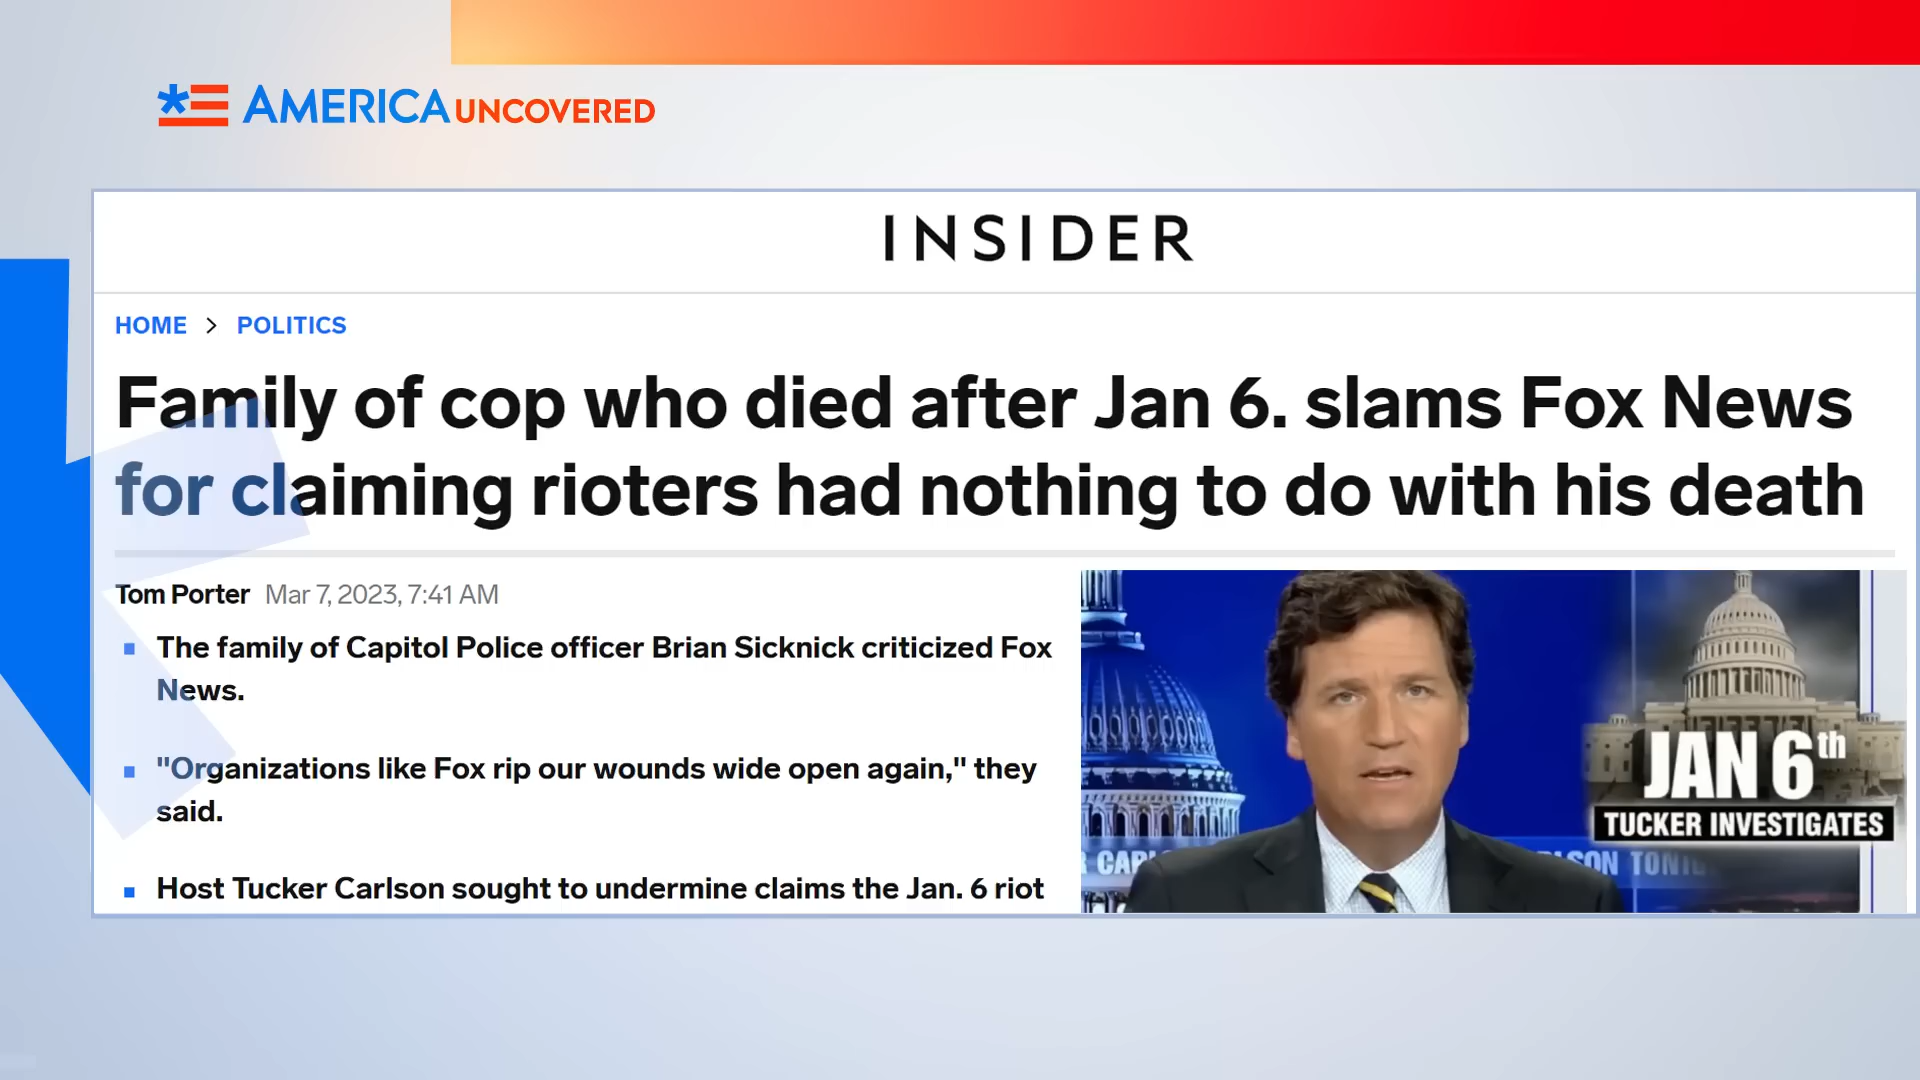 AMERICA UNCOVERED
INSIDER
HOME > POLITICS
Family of cop who died after Jan 6. slams Fox News
for claiming rioters had nothing to do with his death
Tom Porter Mar 7, 2023, 7:41 AM
The family of Capitol Police officer Brian Sicknick criticized Fox
News.
"Organizations like Fox rip our wounds wide open again," they
said.
Host Tucker Carlson sought to undermine claims the Jan. 6 riot
JAN 6th
TUCKER INVESTIGATES